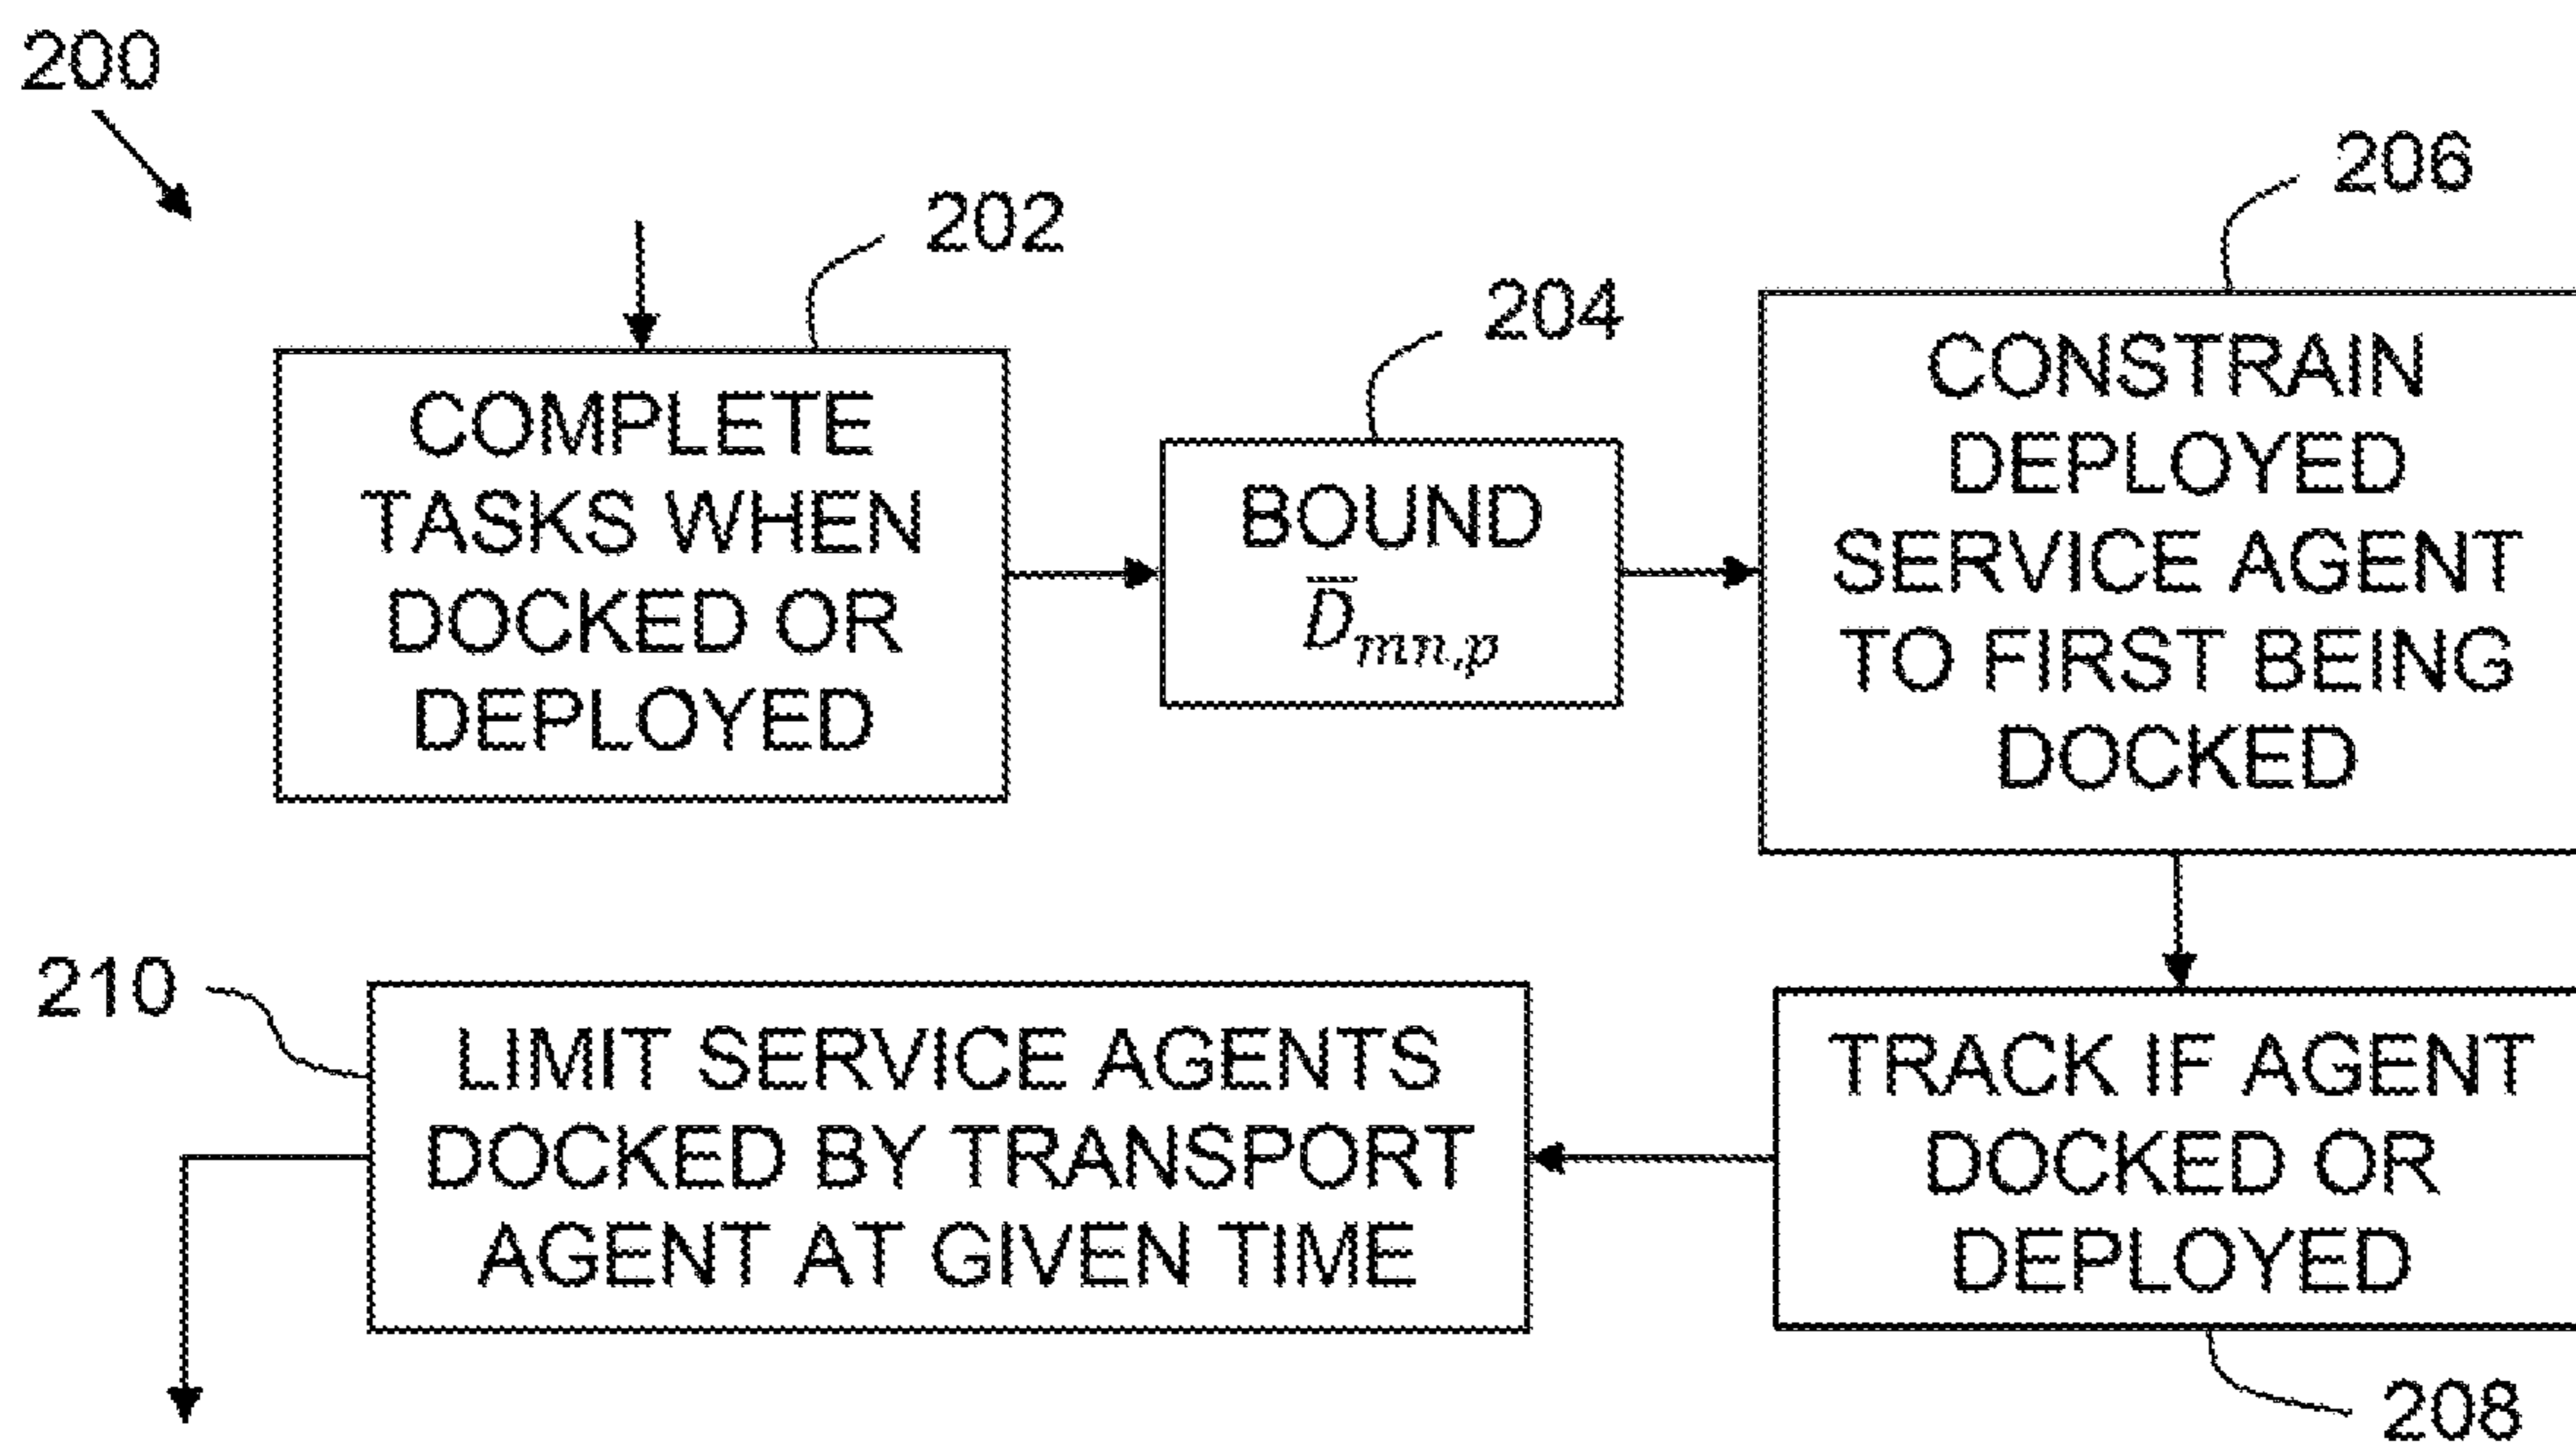 200
202
COMPLETE
TASKS WHEN
DOCKED OR
DEPLOYED
204
BOUND
D̅ₘₙ,ₚ
206
CONSTRAIN
DEPLOYED
SERVICE AGENT
TO FIRST BEING
DOCKED
TRACK IF AGENT
DOCKED OR
DEPLOYED
208
210
LIMIT SERVICE AGENTS
DOCKED BY TRANSPORT
AGENT AT GIVEN TIME